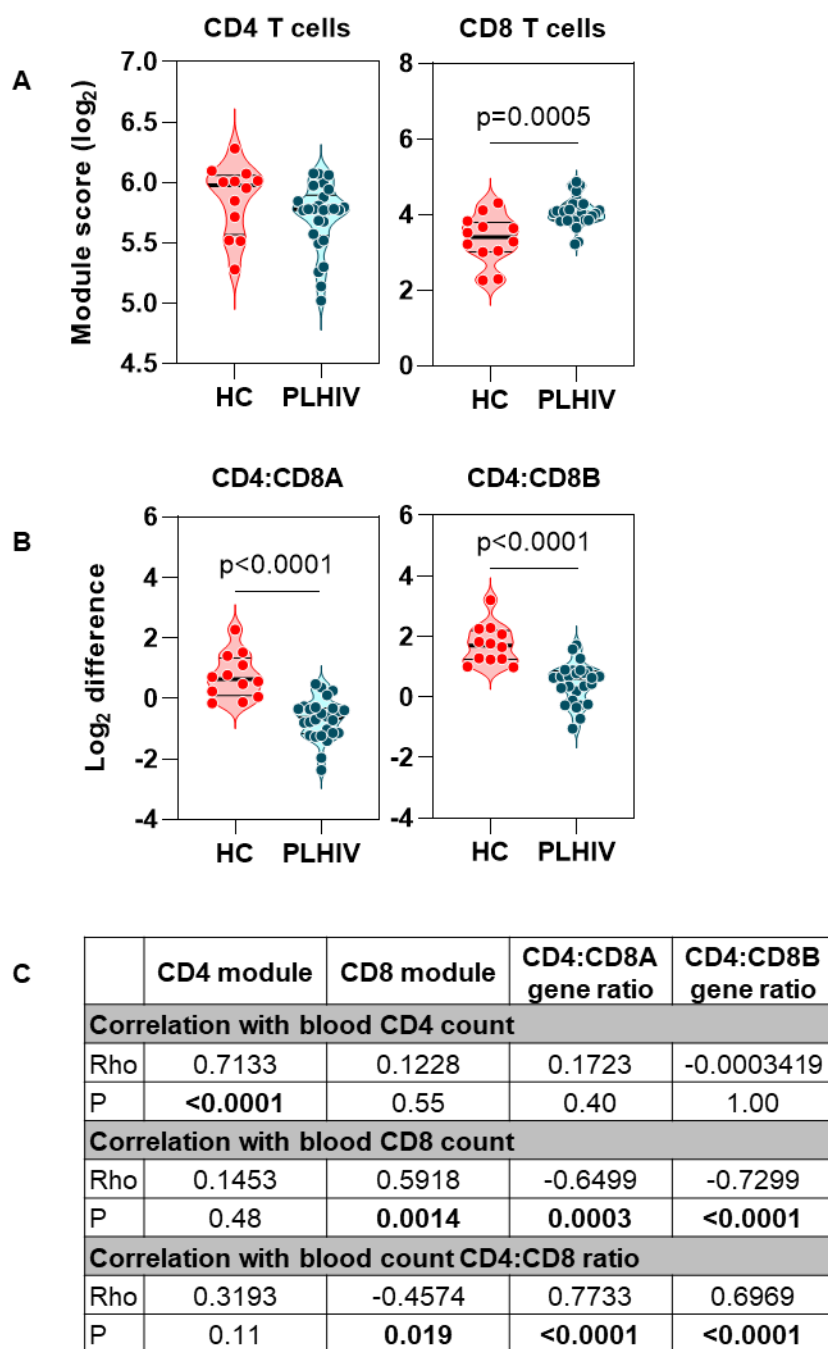 CD4 T cells CD8 T cells
A
Module score (log₂)
7.0
6.5
6.0
5.5
5.0
4.5
HC PLHIV
8
6
4
2
0
p=0.0005
HC PLHIV
CD4:CD8A CD4:CD8B
B
Log₂ difference
6
4
2
0
-2
-4
p<0.0001
HC PLHIV
6
4
2
0
-2
-4
p<0.0001
HC PLHIV
C
CD4 module CD8 module CD4:CD8A gene ratio CD4:CD8B gene ratio
Correlation with blood CD4 count
Rho 0.7133 0.1228 0.1723 -0.0003419
P <0.0001 0.55 0.40 1.00
Correlation with blood CD8 count
Rho 0.1453 0.5918 -0.6499 -0.7299
P 0.48 0.0014 0.0003 <0.0001
Correlation with blood count CD4:CD8 ratio
Rho 0.3193 -0.4574 0.7733 0.6969
P 0.11 0.019 <0.0001 <0.0001